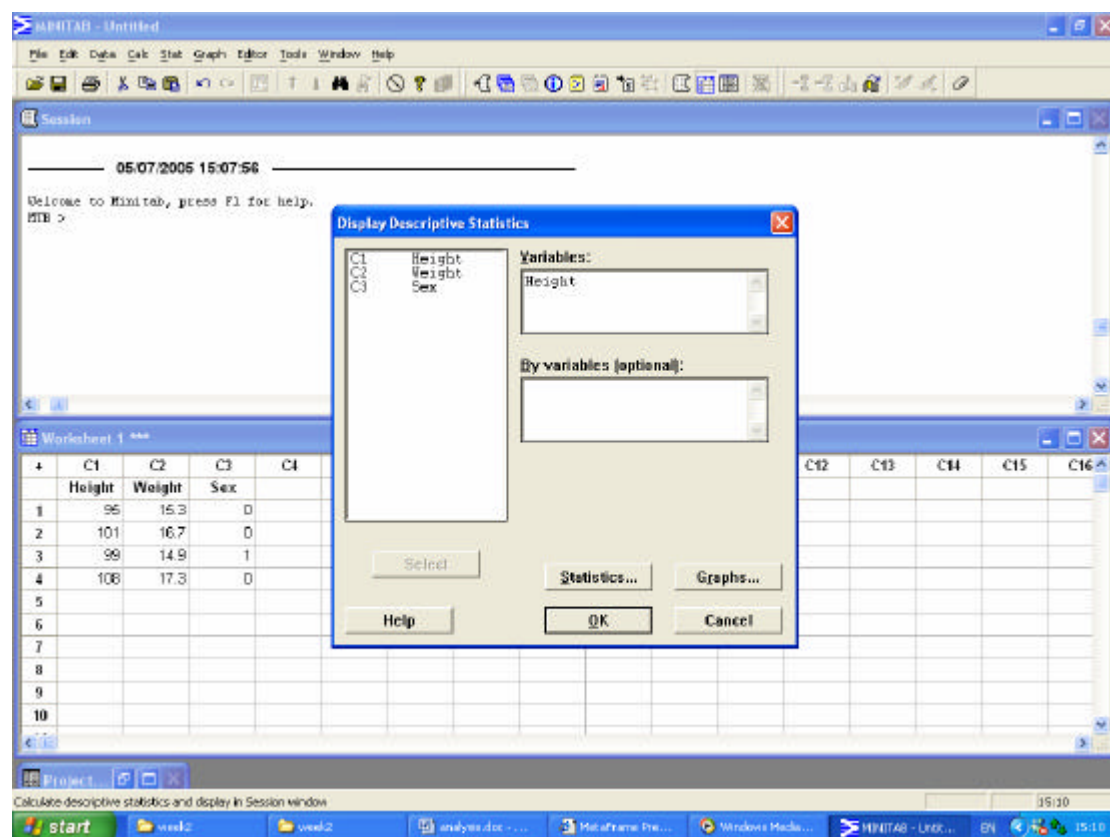 MINITAB - Untitled
File Edit Data Calc Stat Graph Editor Tools Window Help
Session
05/07/2005 15:07:56
Welcome to Minitab, press F1 for help.
MTB >
Display Descriptive Statistics
C1 Height
C2 Weight
C3 Sex
Variables:
Height
By variables (optional):
Select
Statistics...
Graphs...
Help
OK
Cancel
Worksheet 1 ***
+ C1 C2 C3 C4 C12 C13 C14 C15 C16
Height Weight Sex
1 95 15.3 0
2 101 16.7 0
3 99 14.9 1
4 108 17.3 0
5
6
7
8
9
10
Project...
Calculate descriptive statistics and display in Session window
15:10
start
week2
week2
analyses.doc - ...
MetaFrame Pre...
Windows Media...
MINITAB - Untit...
EN
15:10